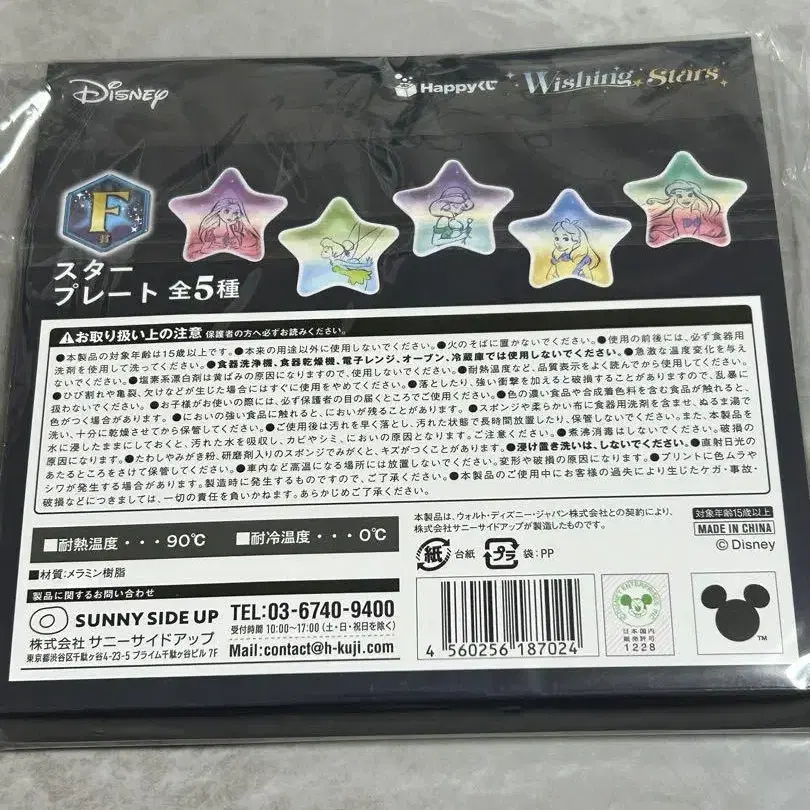 Disney
Happyくじ
Wishing Stars
F
賞
スター
プレート 全5種
お取り扱い上の注意 保護者の方へ必ずお読みください。
●本製品の対象年齢は15歳以上です。●本来の用途以外に使用しないでください。●火のそばに置かないでください。●使用の前後には、必ず食器用
洗剤を使用して洗ってください。●食器洗浄機、食器乾燥機、電子レンジ、オーブン、冷蔵庫では使用しないでください。●急激な温度変化を与え
ないでください。●塩素系漂白剤は黄ばみの原因になりますので、使用しないでください。●耐熱温度など、品質表示をよく読んでから使用してください。
●ひび割れや亀裂、欠けなどが生じた場合にはすぐに使用をやめてください。●落としたり、強い衝撃を加えると破損することがありますので、乱暴に
扱わないでください。●お子様がお使いの際には、必ず保護者の目の届くところでご使用ください。●色の濃い食品や合成着色料を含む食品が触れると、
色がつく場合があります。●においの強い食品に触れると、においが残ることがあります。●スポンジや柔らかい布に食器用洗剤を含ませ、ぬるま湯で
洗い、十分に乾燥させてから保管してください。●ご使用後は汚れを早く落とし、汚れた状態で長時間放置したり、保管しないでください。また、本製品を
水に浸したままにしておくと、汚れた水を吸収し、カビやシミ、においの原因となります。ご注意ください。●煮沸消毒はしないでください。破損の
原因になります。●たわしやみがき粉、研磨剤入りのスポンジでみがくと、キズがつくことがあります。●浸け置き洗いはしないでください。●直射日光の
あたるところをさけて保管してください。●車内など高温になる場所には放置しないでください。変形や破損の原因になります。●プリントに色ムラや
シワが発生する場合があります。製造時に発生するものですので、ご了承ください。●本製品のご使用中にお客様の過失により生じたケガ・事故・
破損などにつきましては、一切の責任を負いかねます。あらかじめご了承ください。
■耐熱温度・・・90℃ ■耐冷温度・・・0℃
■材質:メラミン樹脂
製品に関するお問い合わせ
SUNNY SIDE UP
株式会社 サニーサイドアップ
東京都渋谷区千駄ヶ谷4-23-5 プライム千駄ヶ谷ビル 7F
TEL:03-6740-9400
受付時間 10:00〜17:00 (土・日・祝日を除く)
Mail:contact@h-kuji.com
本製品は、ウォルト・ディズニー・ジャパン株式会社との契約により、
株式会社サニーサイドアップが製造したものです。
紙 台紙 プラ 袋:PP
対象年齢15歳以上
MADE IN CHINA
©Disney
4 560256 187024
日本国内
販売許可
1228
TM